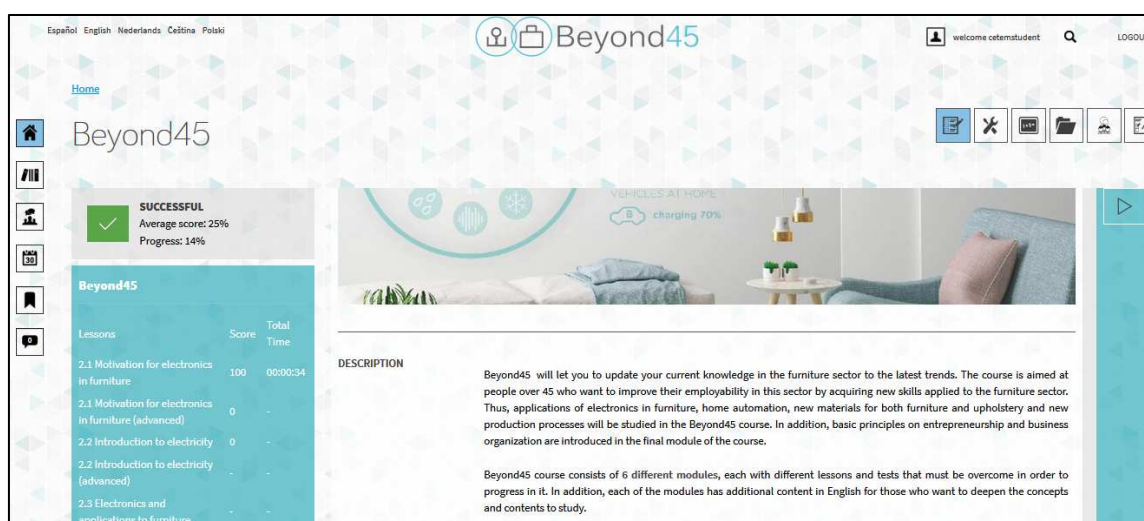 Español English Nederlands Čeština Polski
Beyond45
welcome cetemstudent
LOGOU
Home
Beyond45
30
0
SUCCESSFUL
Average score: 25%
Progress: 14%
VEHICLES AT HOME
B charging 70%
Beyond45
Lessons Score Total Time
2.1 Motivation for electronics in furniture 100 00:00:34
2.1 Motivation for electronics in furniture (advanced) 0 -
2.2 Introduction to electricity 0 -
2.2 Introduction to electricity (advanced) - -
2.3 Electronics and applications to furniture - -
DESCRIPTION
Beyond45 will let you to update your current knowledge in the furniture sector to the latest trends. The course is aimed at
people over 45 who want to improve their employability in this sector by acquiring new skills applied to the furniture sector.
Thus, applications of electronics in furniture, home automation, new materials for both furniture and upholstery and new
production processes will be studied in the Beyond45 course. In addition, basic principles on entrepreneurship and business
organization are introduced in the final module of the course.
Beyond45 course consists of 6 different modules, each with different lessons and tests that must be overcome in order to
progress in it. In addition, each of the modules has additional content in English for those who want to deepen the concepts
and contents to study.